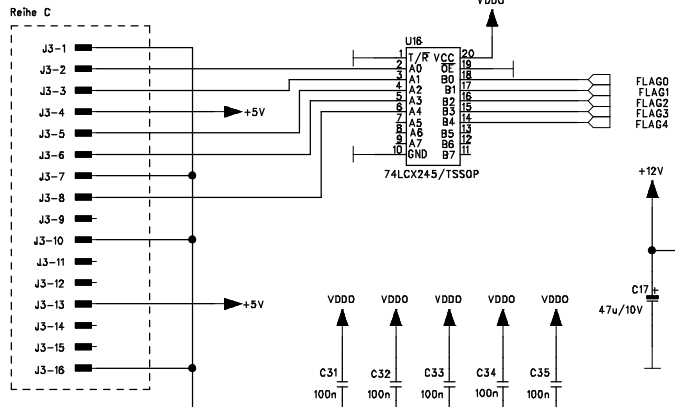 Reihe C
VDDO
J3-1
J3-2
J3-3
J3-4
+5V
J3-5
J3-6
J3-7
J3-8
J3-9
J3-10
J3-11
J3-12
J3-13
+5V
J3-14
J3-15
J3-16
U16
1 T/R VCC 20
2 A0 OE 19
3 A1 B0 18
4 A2 B1 17
5 A3 B2 16
6 A4 B3 15
7 A5 B4 14
8 A6 B5 13
9 A7 B6 12
10 GND B7 11
74LCX245/TSSOP
FLAG0
FLAG1
FLAG2
FLAG3
FLAG4
+12V
C17 +
47u/10V
VDDO VDDO VDDO VDDO VDDO
C31 C32 C33 C34 C35
100n 100n 100n 100n 100n